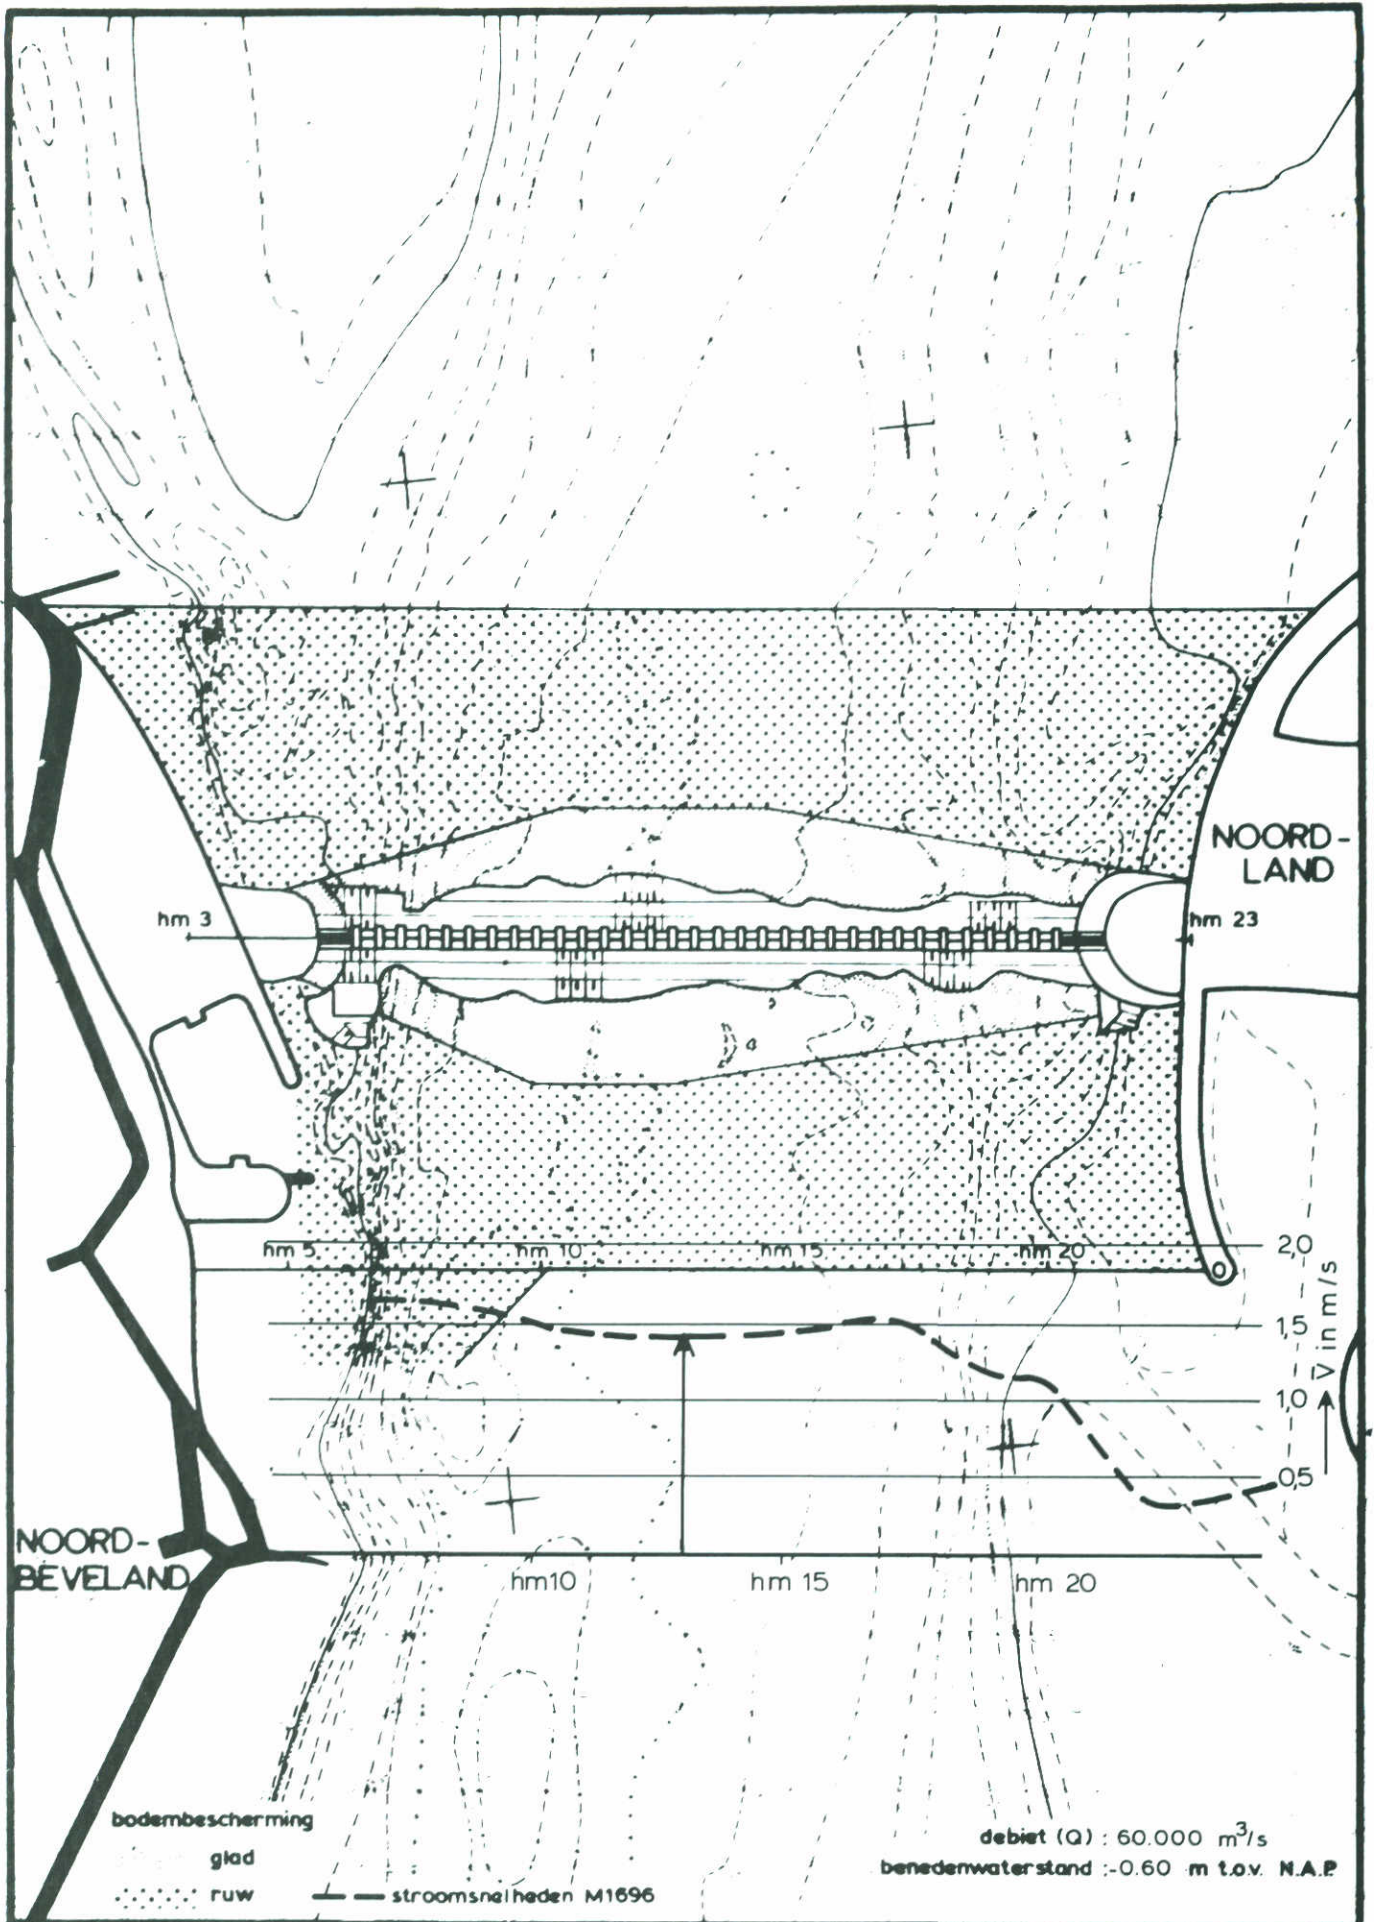 NOORD-
LAND
hm 3
hm 23
hm 5
hm 10
hm 15
hm 20
2,0
1,5
1,0
0,5
V in m/s
NOORD-
BEVELAND
hm10
hm 15
hm 20
bodembescherming
glad
ruw
stroomsnelheden M1696
debiet (Q) : 60.000 m³/s
benedenwaterstand :-0.60 m t.o.v. N.A.P.